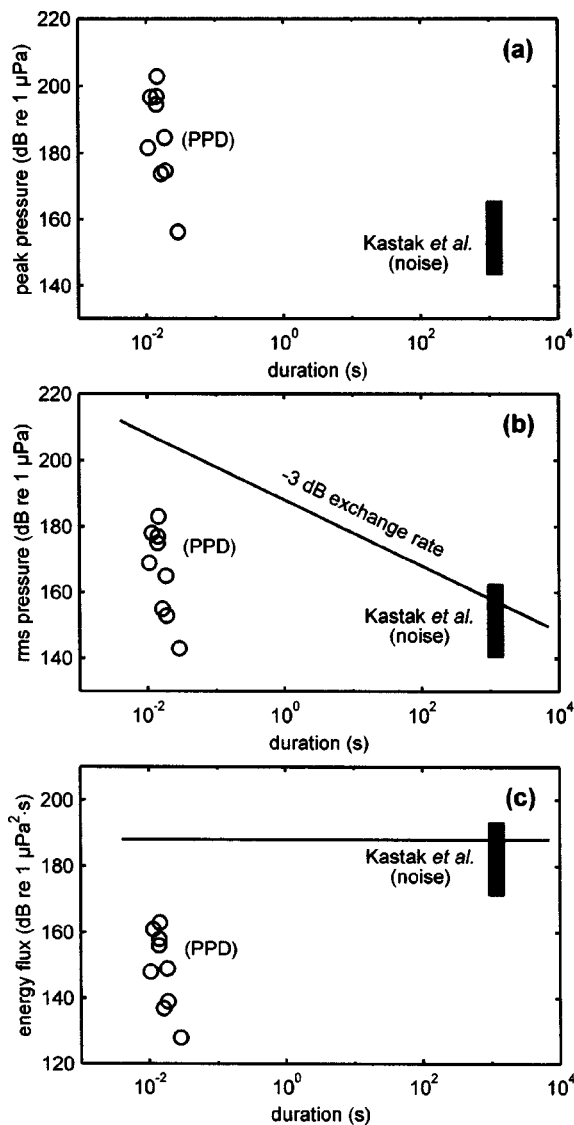 220
200
180
160
140
peak pressure (dB re 1 µPa)
(a)
(PPD)
Kastak et al.
(noise)
10⁻² 10⁰ 10² 10⁴
duration (s)
220
200
180
160
140
rms pressure (dB re 1 µPa)
(b)
-3 dB exchange rate
(PPD)
Kastak et al.
(noise)
10⁻² 10⁰ 10² 10⁴
duration (s)
200
180
160
140
120
energy flux (dB re 1 µPa²·s)
(c)
Kastak et al.
(noise)
(PPD)
10⁻² 10⁰ 10² 10⁴
duration (s)